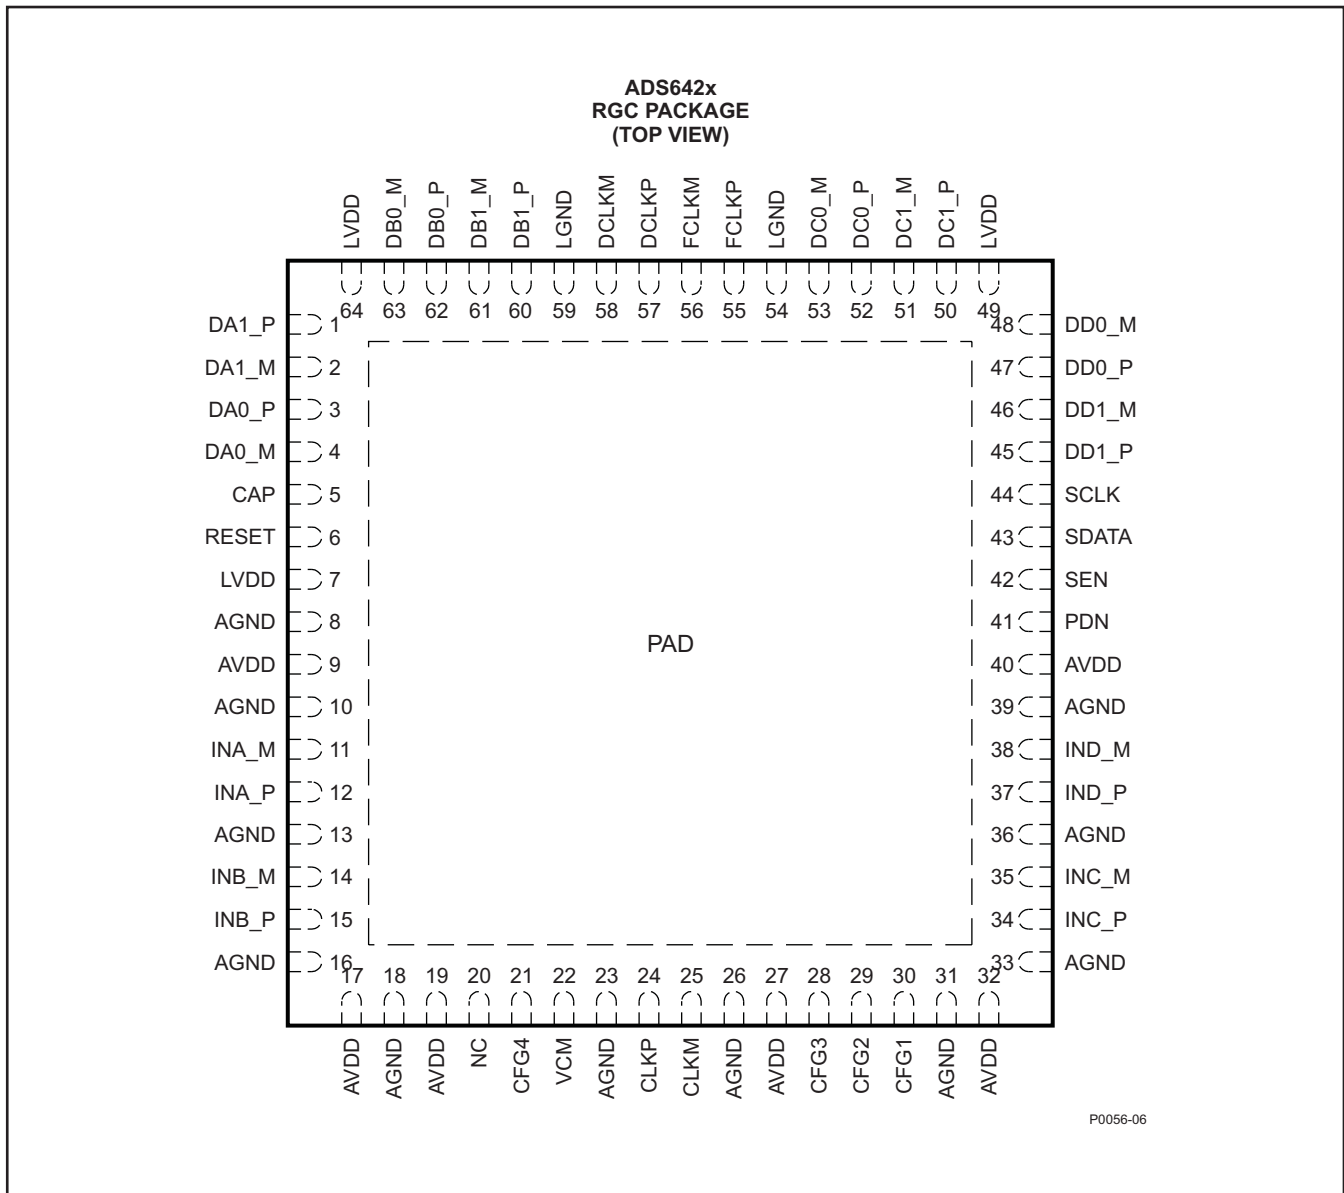 ADS642x
RGC PACKAGE
(TOP VIEW)
LVDD
DB0_M
DB0_P
DB1_M
DB1_P
LGND
DCLKM
DCLKP
FCLKM
FCLKP
LGND
DC0_M
DC0_P
DC1_M
DC1_P
LVDD
64 63 62 61 60 59 58 57 56 55 54 53 52 51 50 49
DA1_P 1 48 DD0_M
DA1_M 2 47 DD0_P
DA0_P 3 46 DD1_M
DA0_M 4 45 DD1_P
CAP 5 44 SCLK
RESET 6 43 SDATA
LVDD 7 42 SEN
AGND 8 41 PDN
PAD
AVDD 9 40 AVDD
AGND 10 39 AGND
INA_M 11 38 IND_M
INA_P 12 37 IND_P
AGND 13 36 AGND
INB_M 14 35 INC_M
INB_P 15 34 INC_P
AGND 16 33 AGND
17 18 19 20 21 22 23 24 25 26 27 28 29 30 31 32
AVDD
AGND
AVDD
NC
CFG4
VCM
AGND
CLKP
CLKM
AGND
AVDD
CFG3
CFG2
CFG1
AGND
AVDD
P0056-06